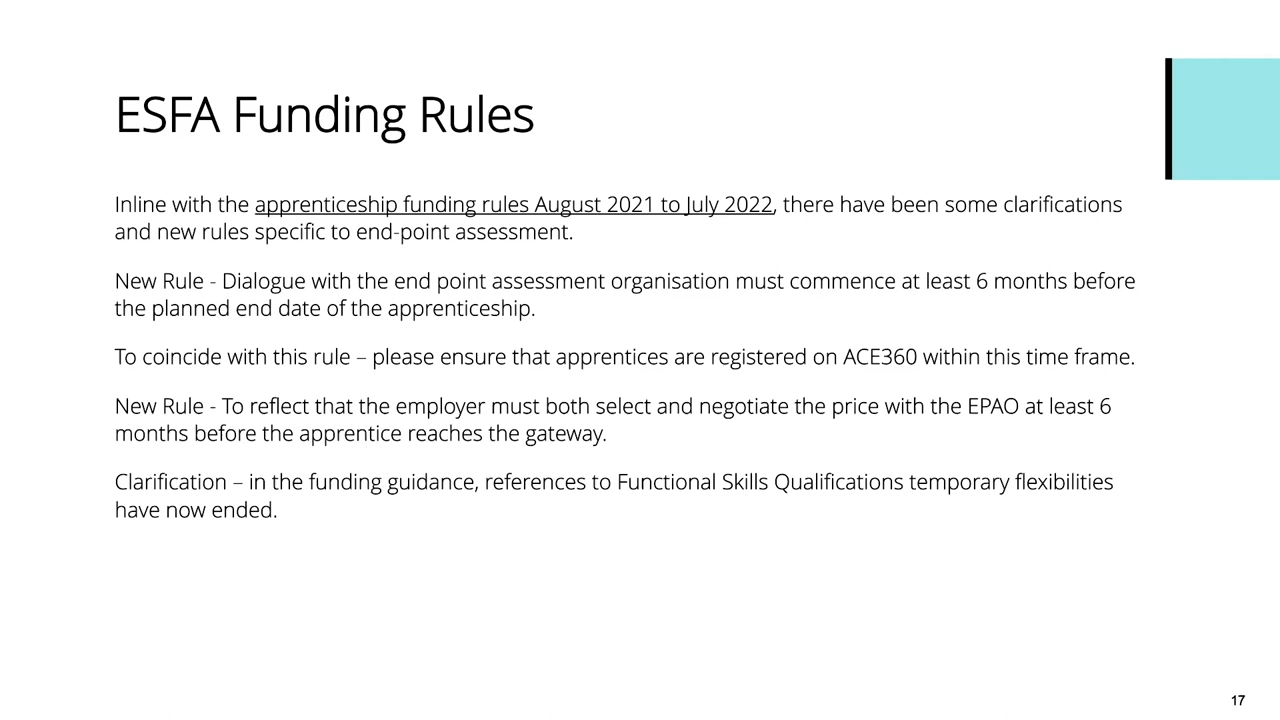 ESFA Funding Rules
Inline with the apprenticeship funding rules August 2021 to July 2022, there have been some clarifications
and new rules specific to end-point assessment.
New Rule - Dialogue with the end point assessment organisation must commence at least 6 months before
the planned end date of the apprenticeship.
To coincide with this rule – please ensure that apprentices are registered on ACE360 within this time frame.
New Rule - To reflect that the employer must both select and negotiate the price with the EPAO at least 6
months before the apprentice reaches the gateway.
Clarification – in the funding guidance, references to Functional Skills Qualifications temporary flexibilities
have now ended.
17